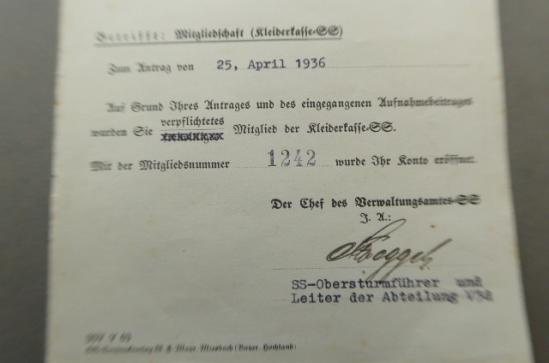 Betrifft: Mitgliedschaft (Kleiderkasse-SS)
Zum Antrag vom 25, April 1936
Auf Grund Ihres Antrages und des eingegangenen Aufnahmebeitrages
verpflichtetes
wurden Sie Mitglied der Kleiderkasse-SS.
Mit der Mitgliedsnummer 1242 wurde Ihr Konto eröffnet.
Der Chef des Verwaltungsamtes-SS
J. A.:
SS-Obersturmführer und
Leiter der Abteilung